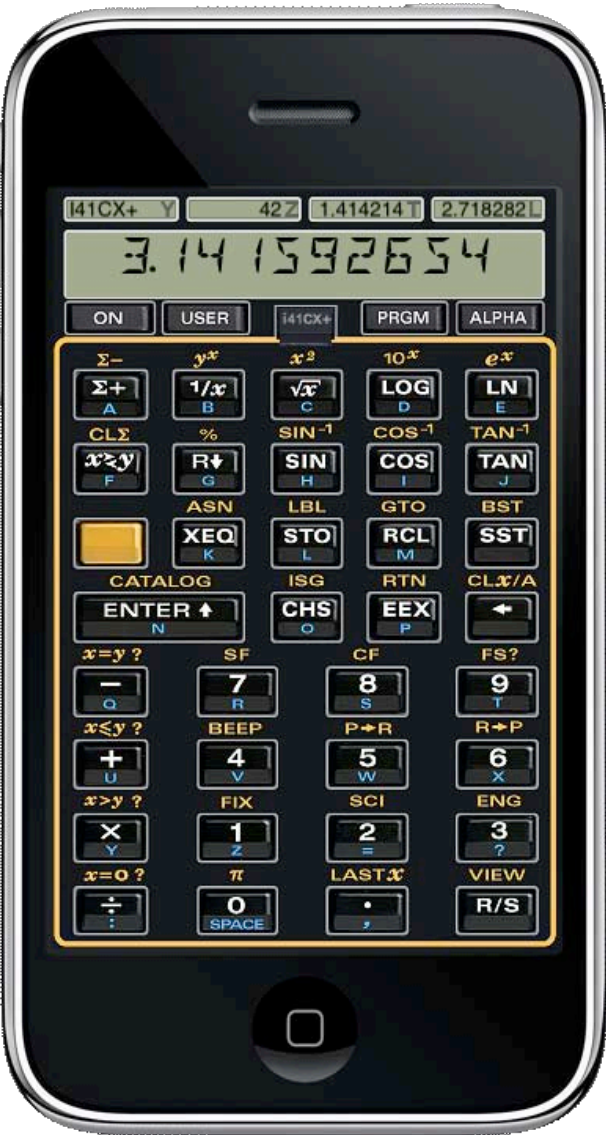 I41CX+ Y 42 Z 1.414214 T 2.718282 L
3.141592654
ON USER i41CX+ PRGM ALPHA
Σ− yˣ x² 10ˣ eˣ
Σ+ 1/x √x LOG LN
A B C D E
CLΣ % SIN⁻¹ COS⁻¹ TAN⁻¹
x≷y R↓ SIN COS TAN
F G H I J
ASN LBL GTO BST
XEQ STO RCL SST
K L M
CATALOG ISG RTN CLx/A
ENTER ↑ CHS EEX ←
N O P
x=y ? SF CF FS?
− 7 8 9
Q R S T
x≤y ? BEEP P→R R→P
+ 4 5 6
U V W X
x>y ? FIX SCI ENG
× 1 2 3
Y Z = ?
x=0 ? π LASTx VIEW
÷ 0 . R/S
: SPACE ,